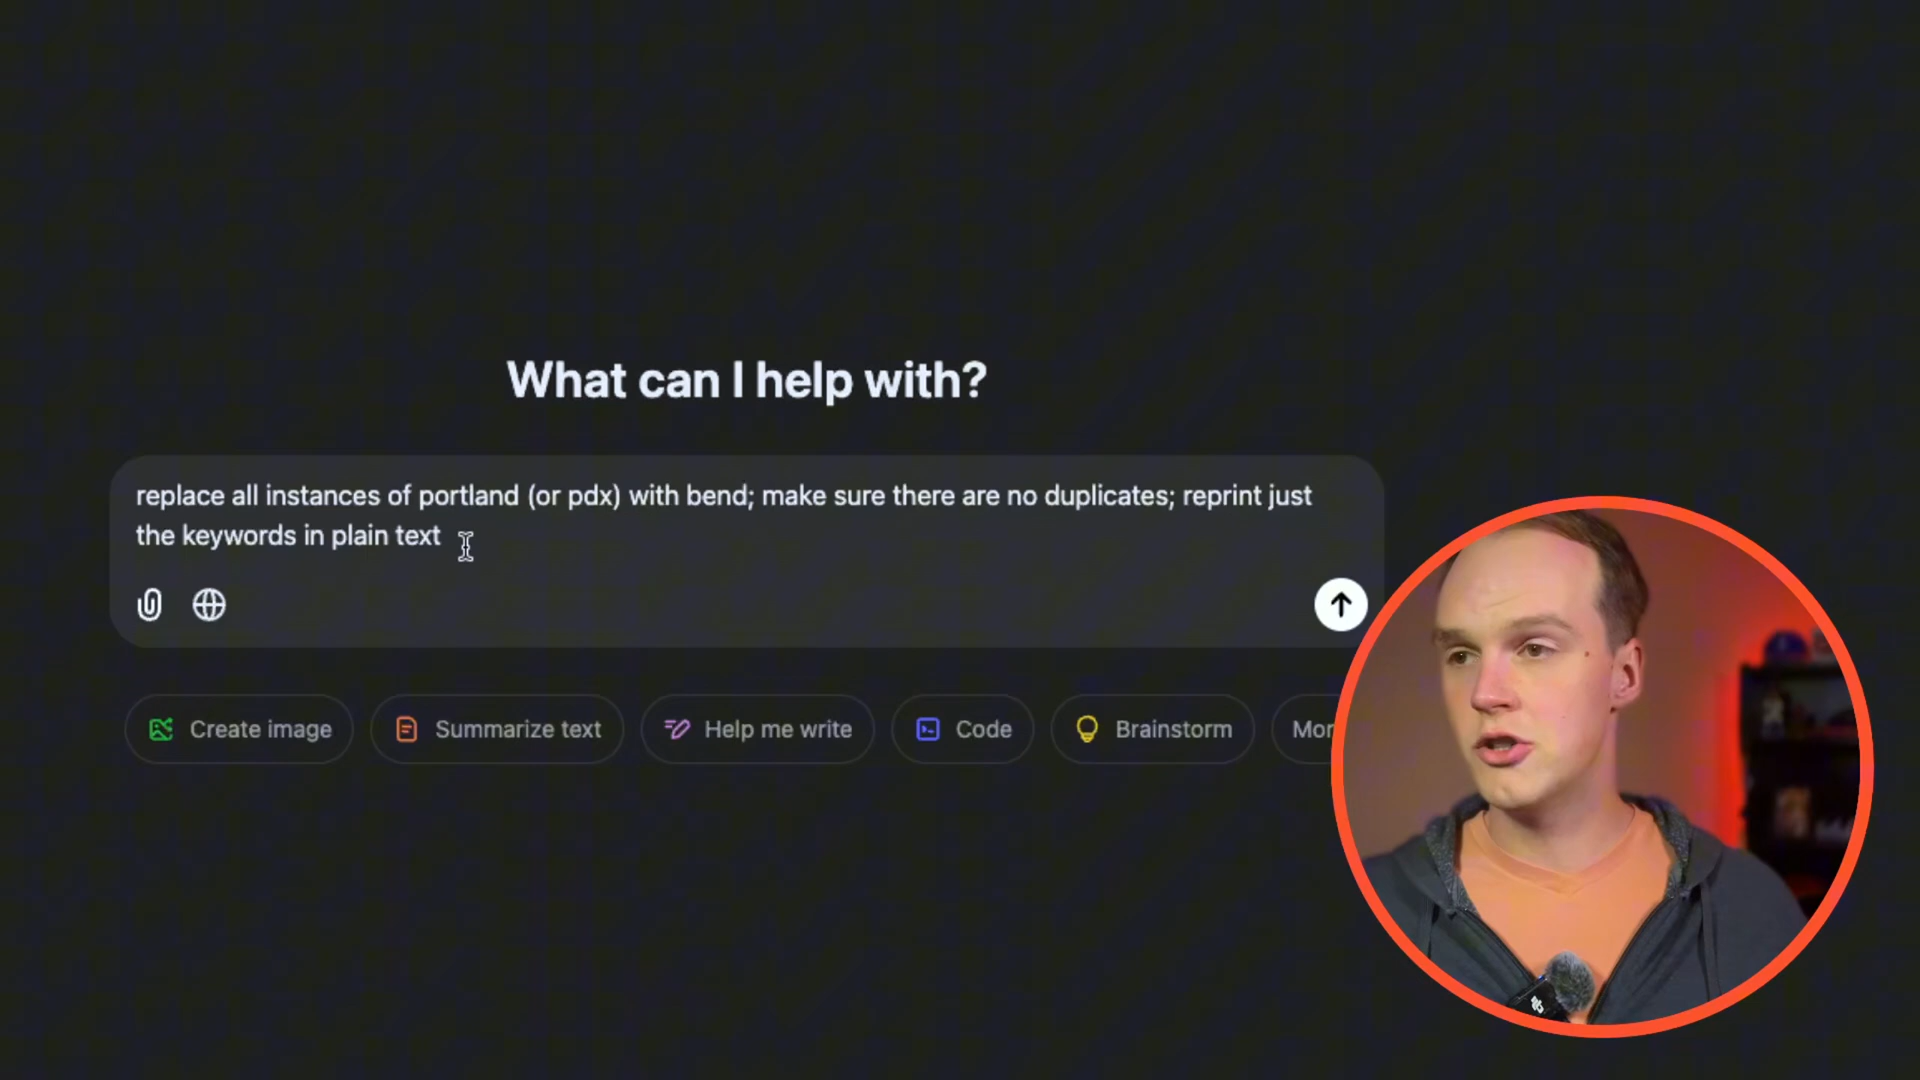 What can I help with?
replace all instances of portland (or pdx) with bend; make sure there are no duplicates; reprint just
the keywords in plain text
Create image
Summarize text
Help me write
Code
Brainstorm
Mor